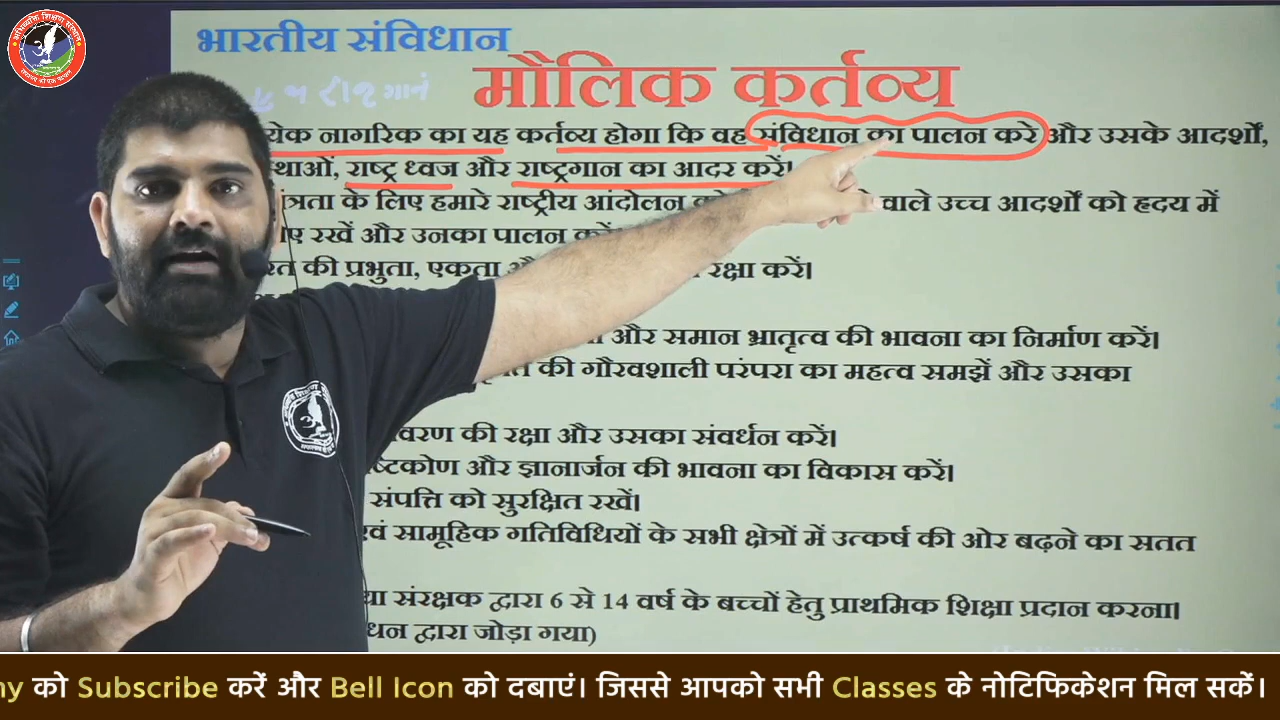 भारतीय संविधान
मौलिक कर्तव्य
येक नागरिक का यह कर्तव्य होगा कि वह संविधान का पालन करे और उसके आदर्शों,
थाओं, राष्ट्र ध्वज और राष्ट्रगान का आदर करें।
ंत्रता के लिए हमारे राष्ट्रीय आंदोलन को वाले उच्च आदर्शों को हृदय में
ए रखें और उनका पालन करें
रत की प्रभुता, एकता रक्षा करें।
और समान भ्रातृत्व की भावना का निर्माण करें।
की गौरवशाली परंपरा का महत्व समझें और उसका
वरण की रक्षा और उसका संवर्धन करें।
ष्टिकोण और ज्ञानार्जन की भावना का विकास करें।
संपत्ति को सुरक्षित रखें।
एवं सामूहिक गतिविधियों के सभी क्षेत्रों में उत्कर्ष की ओर बढ़ने का सतत
संरक्षक द्वारा 6 से 14 वर्ष के बच्चों हेतु प्राथमिक शिक्षा प्रदान करना।
धन द्वारा जोड़ा गया)
ny को Subscribe करें और Bell Icon को दबाएं। जिससे आपको सभी Classes के नोटिफिकेशन मिल सकें।